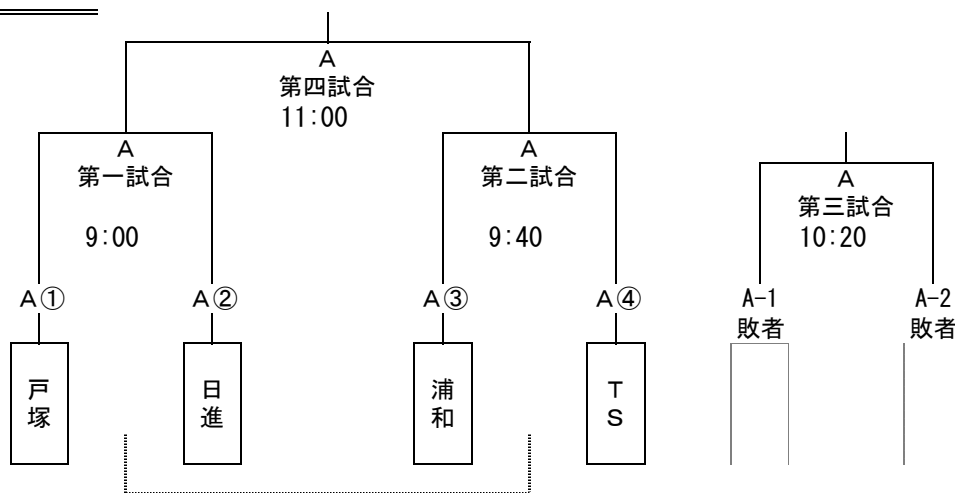 A
第四試合
11:00
A
第一試合
9:00
A
第二試合
9:40
A
第三試合
10:20
A①
A②
A③
A④
A-1
敗者
A-2
敗者
戸塚
日進
浦和
TS